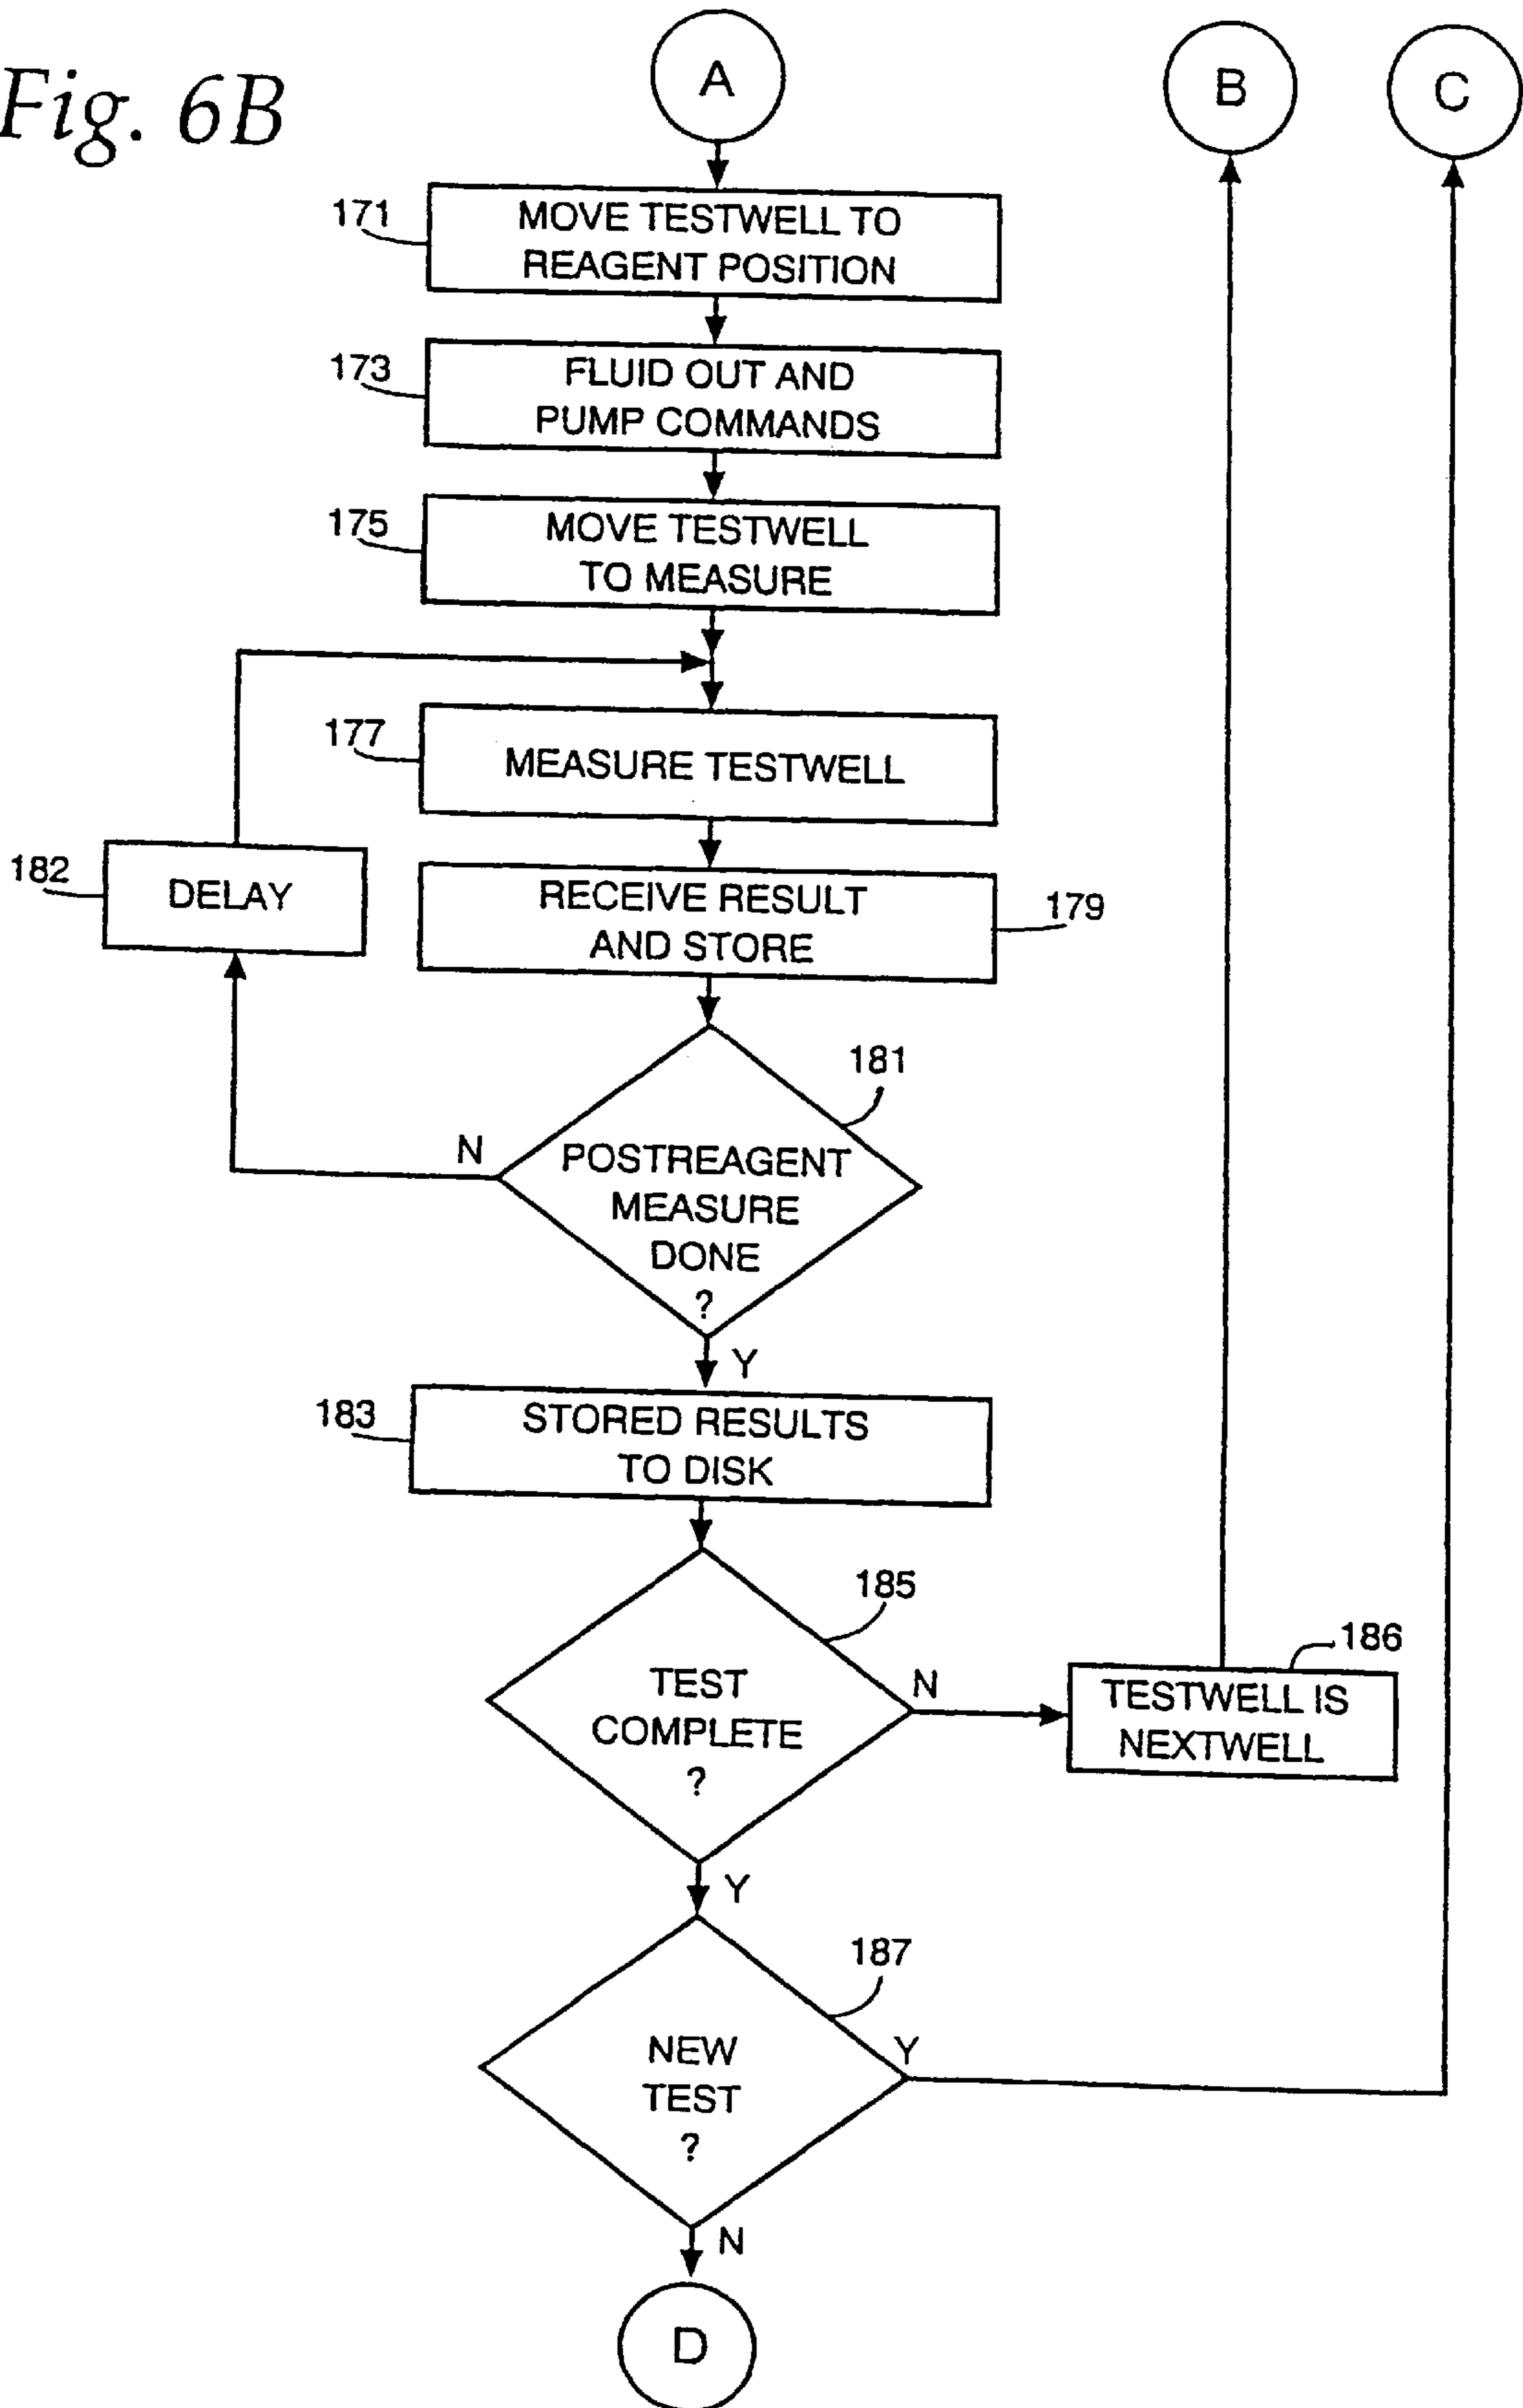 Fig. 6B
A
B
C
171
MOVE TESTWELL TO
REAGENT POSITION
173
FLUID OUT AND
PUMP COMMANDS
175
MOVE TESTWELL
TO MEASURE
177
MEASURE TESTWELL
182
DELAY
RECEIVE RESULT
AND STORE
179
181
N
POSTREAGENT
MEASURE
DONE
?
Y
183
STORED RESULTS
TO DISK
185
TEST
COMPLETE
?
N
186
TESTWELL IS
NEXTWELL
Y
187
NEW
TEST
?
Y
N
D